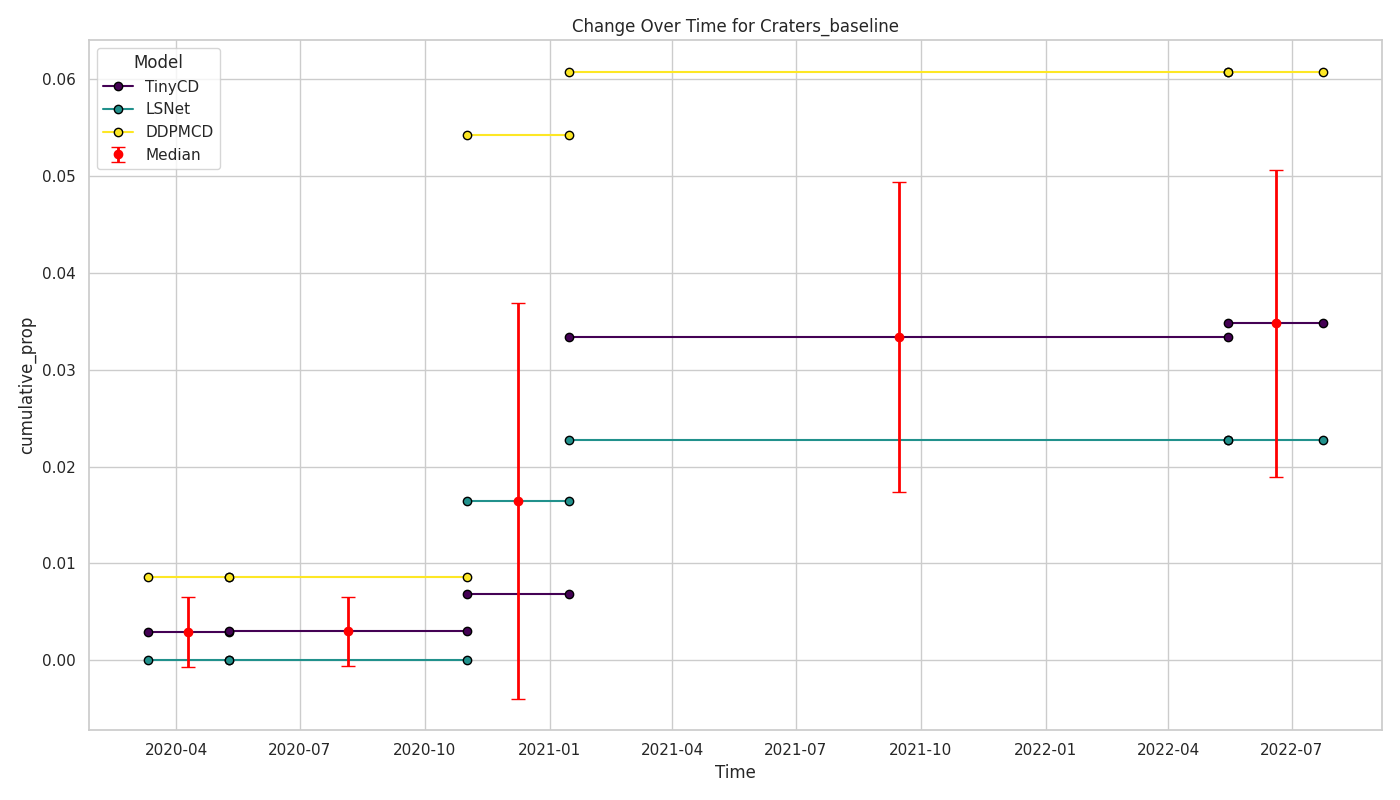 Change Over Time for Craters_baseline
Model
TinyCD
LSNet
DDPMCD
Median
0.06
0.05
0.04
0.03
0.02
0.01
0.00
cumulative_prop
2020-04
2020-07
2020-10
2021-01
2021-04
2021-07
2021-10
2022-01
2022-04
2022-07
Time